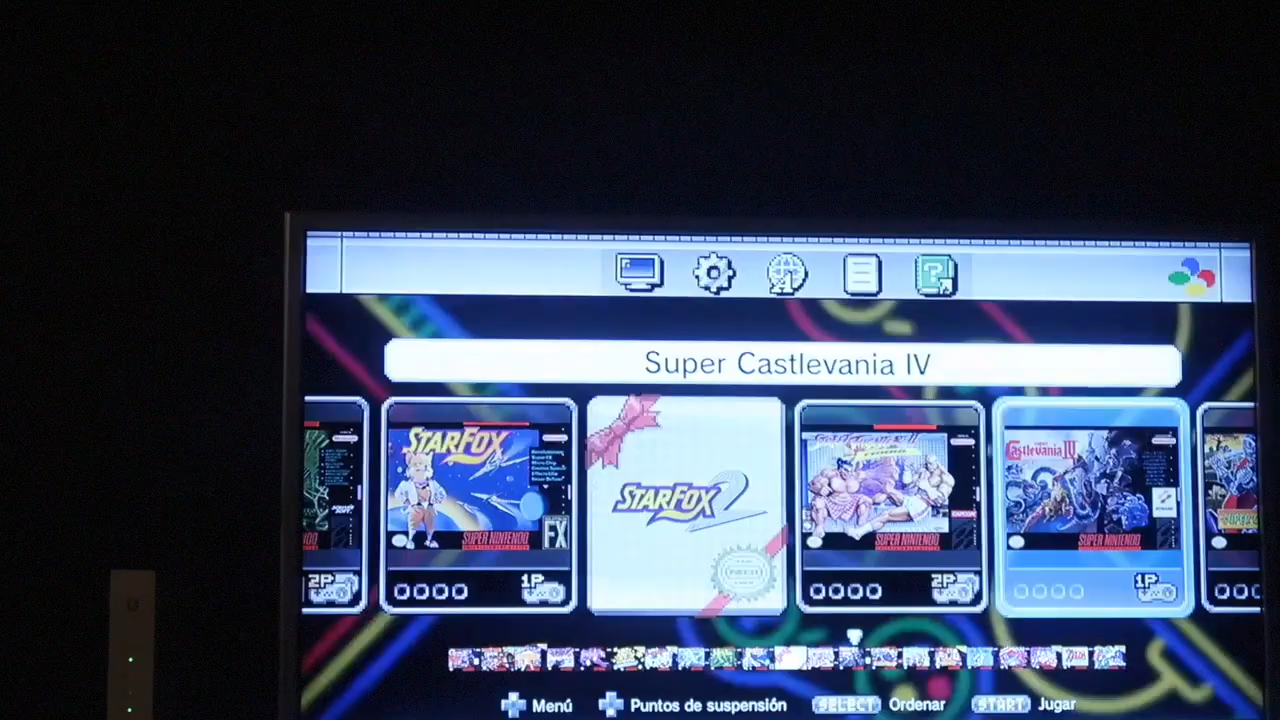 Super Castlevania IV
STARFOX
FX
SUPER NINTENDO
1P
STARFOX 2
SUPER NINTENDO
CAPCOM
2P
Castlevania IV
SUPER NINTENDO
1P
2P
Menú
Puntos de suspensión
SELECT Ordenar
START Jugar